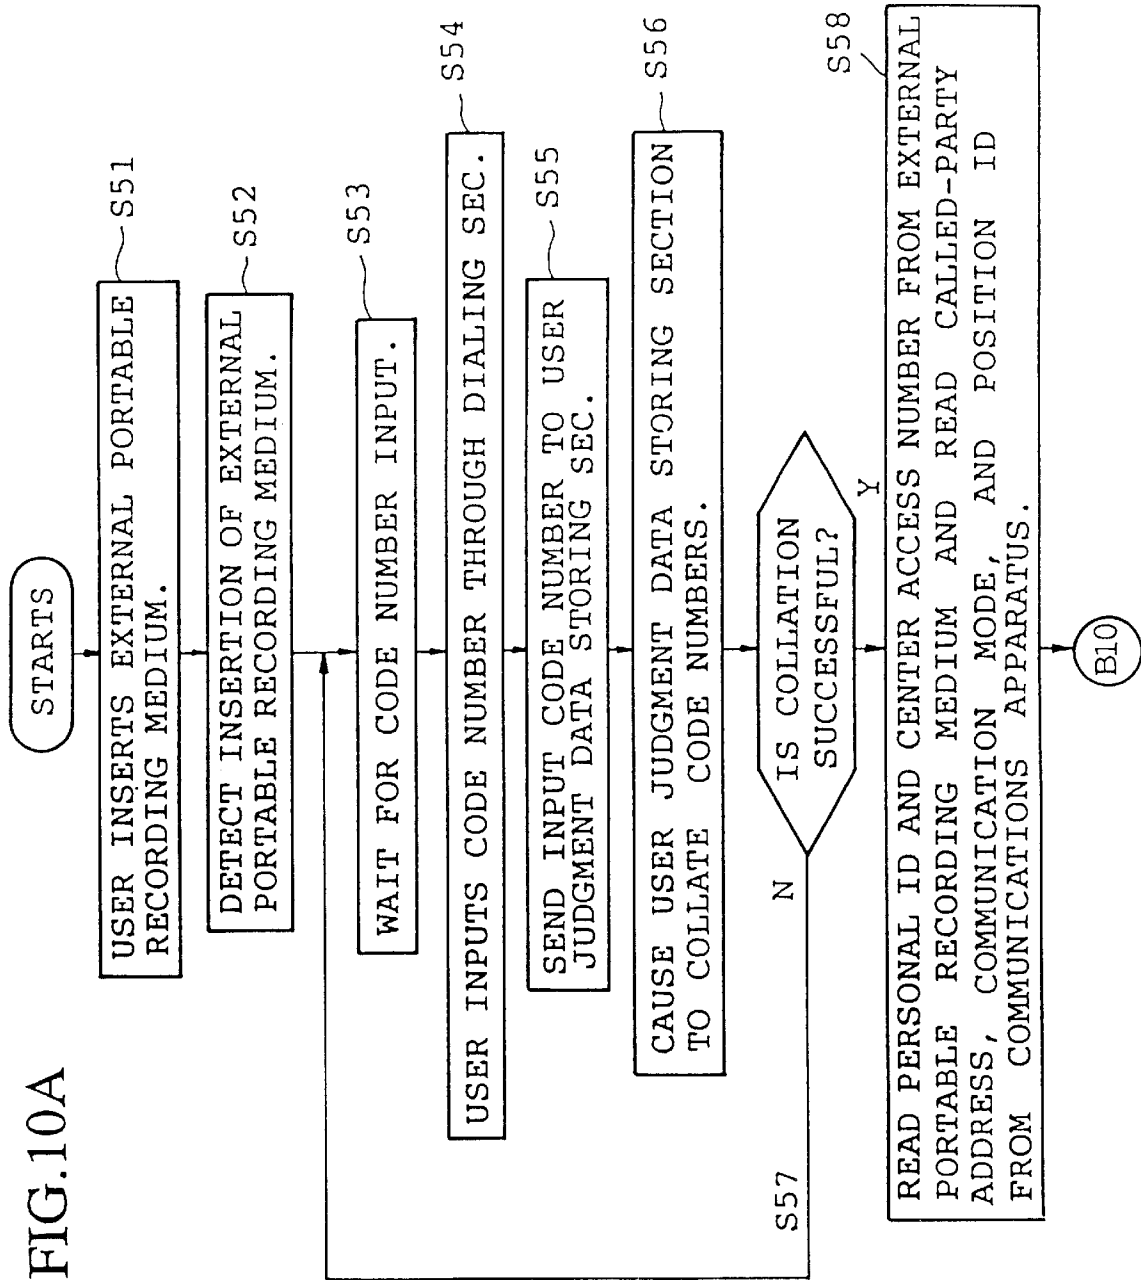 FIG.10A
STARTS
USER INSERTS EXTERNAL PORTABLE
RECORDING MEDIUM.
S51
DETECT INSERTION OF EXTERNAL
PORTABLE RECORDING MEDIUM.
S52
WAIT FOR CODE NUMBER INPUT.
S53
USER INPUTS CODE NUMBER THROUGH DIALING SEC.
S54
SEND INPUT CODE NUMBER TO USER
JUDGMENT DATA STORING SEC.
S55
CAUSE USER JUDGMENT DATA STORING SECTION
TO COLLATE CODE NUMBERS.
S56
IS COLLATION
SUCCESSFUL?
N
S57
Y
S58
READ PERSONAL ID AND CENTER ACCESS NUMBER FROM EXTERNAL
PORTABLE RECORDING MEDIUM AND READ CALLED-PARTY
ADDRESS, COMMUNICATION MODE, AND POSITION ID
FROM COMMUNICATIONS APPARATUS.
B10